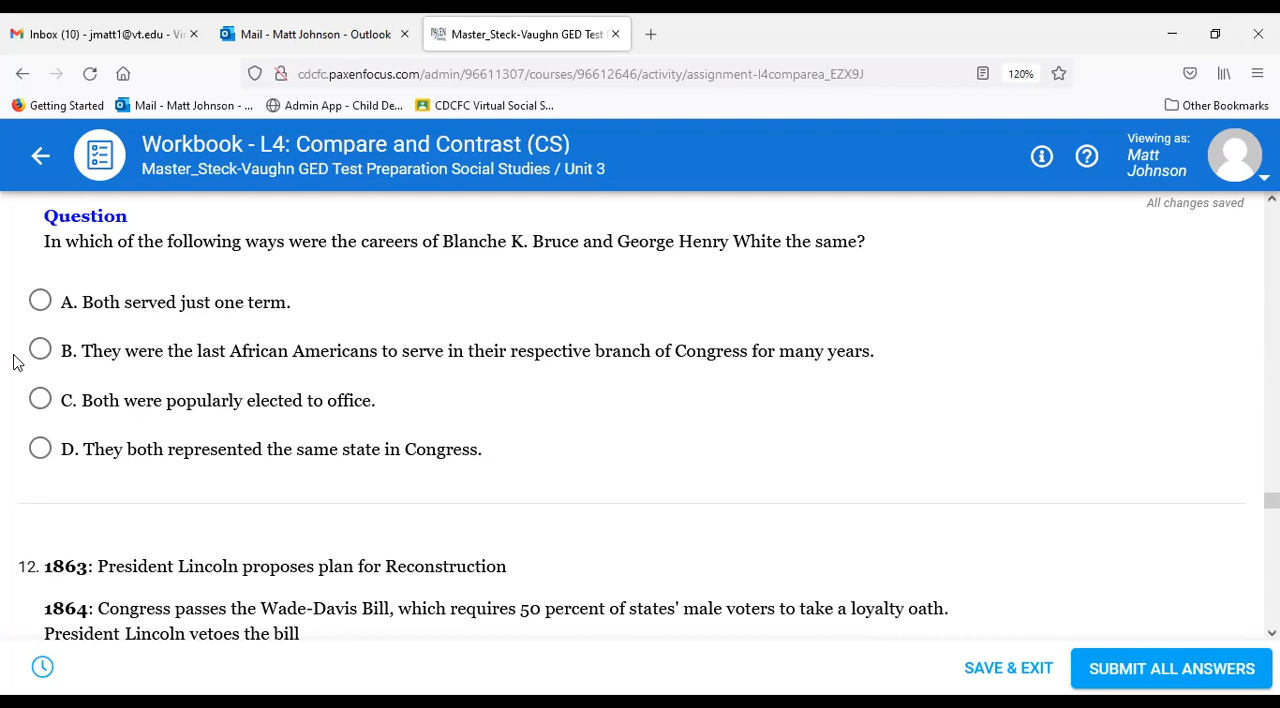 Inbox (10) - jmatt1@vt.edu - Vir
Mail - Matt Johnson - Outlook
Master_Steck-Vaughn GED Test
cdcfc.paxenfocus.com/admin/96611307/courses/96612646/activity/assignment-l4comparea_EZX9J
120%
Getting Started
Mail - Matt Johnson - ...
Admin App - Child De...
CDCFC Virtual Social S...
Other Bookmarks
Workbook - L4: Compare and Contrast (CS)
Master_Steck-Vaughn GED Test Preparation Social Studies / Unit 3
Viewing as:
Matt
Johnson
All changes saved
Question
In which of the following ways were the careers of Blanche K. Bruce and George Henry White the same?
A. Both served just one term.
B. They were the last African Americans to serve in their respective branch of Congress for many years.
C. Both were popularly elected to office.
D. They both represented the same state in Congress.
12. 1863: President Lincoln proposes plan for Reconstruction
1864: Congress passes the Wade-Davis Bill, which requires 50 percent of states' male voters to take a loyalty oath.
President Lincoln vetoes the bill
SAVE & EXIT
SUBMIT ALL ANSWERS